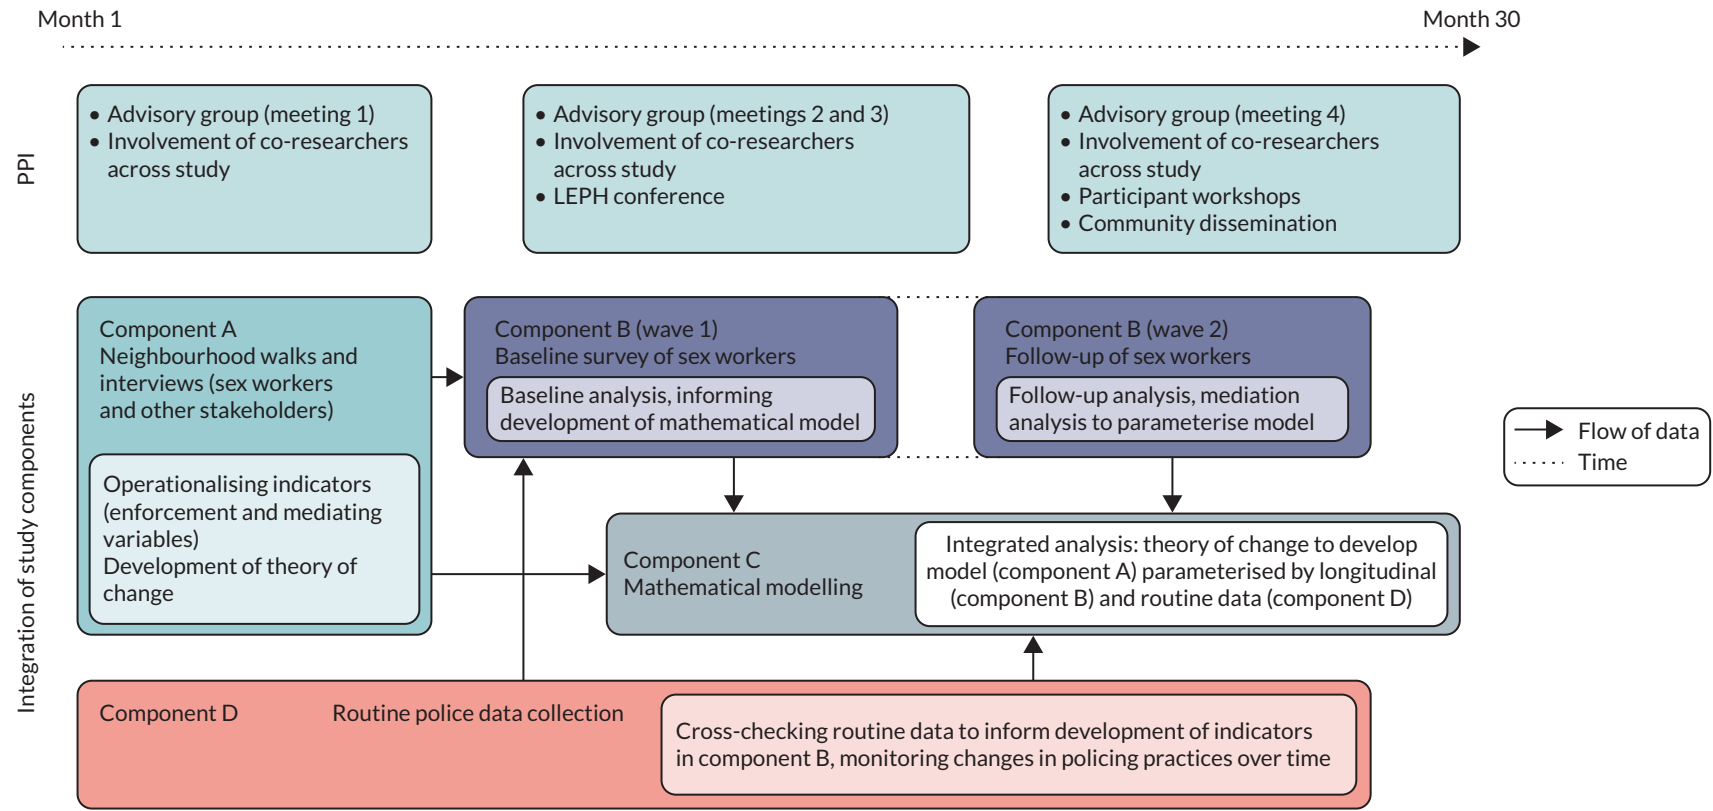 Month 1
Month 30
PPI
• Advisory group (meeting 1)
• Involvement of co-researchers
across study
• Advisory group (meetings 2 and 3)
• Involvement of co-researchers
across study
• LEPH conference
• Advisory group (meeting 4)
• Involvement of co-researchers
across study
• Participant workshops
• Community dissemination
Integration of study components
Component A
Neighbourhood walks and
interviews (sex workers
and other stakeholders)
Operationalising indicators
(enforcement and mediating
variables)
Development of theory of
change
Component B (wave 1)
Baseline survey of sex workers
Baseline analysis, informing
development of mathematical model
Component B (wave 2)
Follow-up of sex workers
Follow-up analysis, mediation
analysis to parameterise model
Flow of data
Time
Component C
Mathematical modelling
Integrated analysis: theory of change to develop
model (component A) parameterised by longitudinal
(component B) and routine data (component D)
Component D
Routine police data collection
Cross-checking routine data to inform development of indicators
in component B, monitoring changes in policing practices over time